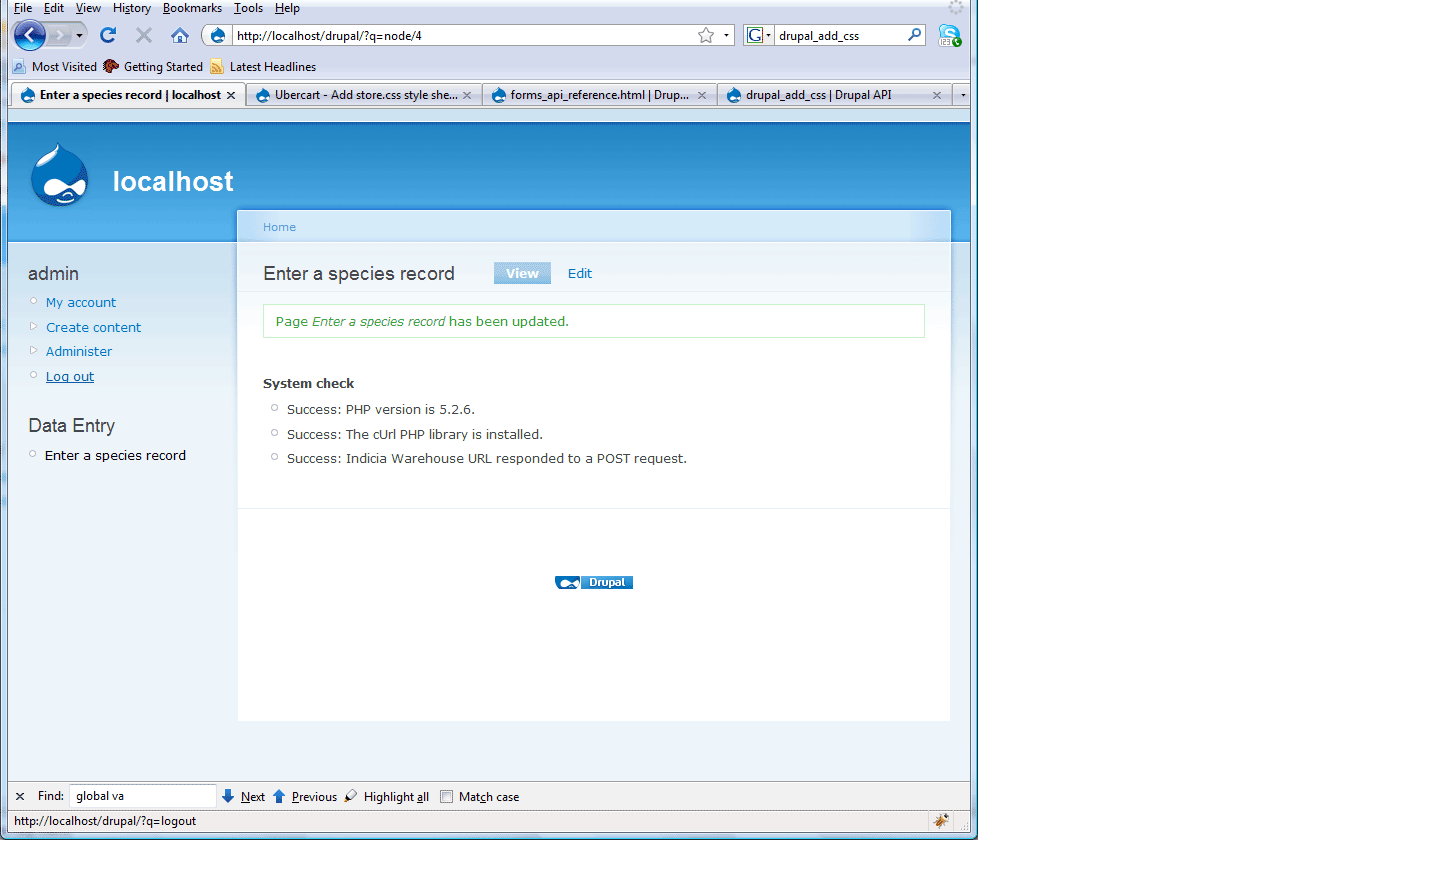 File Edit View History Bookmarks Tools Help
http://localhost/drupal/?q=node/4 G drupal_add_css 123
Most Visited Getting Started Latest Headlines
Enter a species record | localhost Ubercart - Add store.css style she... forms_api_reference.html | Drup... drupal_add_css | Drupal API
localhost
Home
admin
My account
Create content
Administer
Log out
Data Entry
Enter a species record
Enter a species record View Edit
Page Enter a species record has been updated.
System check
Success: PHP version is 5.2.6.
Success: The cUrl PHP library is installed.
Success: Indicia Warehouse URL responded to a POST request.
Drupal
Find: global va Next Previous Highlight all Match case
http://localhost/drupal/?q=logout